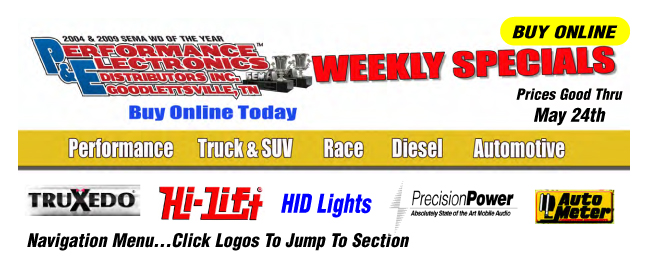 BUY ONLINE
2004 & 2009 SEMA WD OF THE YEAR
PERFORMANCE
& ELECTRONICS
DISTRIBUTORS INC.
GOODLETTSVILLE, TN
SEMA
WEEKLY SPECIALS
Prices Good Thru
May 24th
Buy Online Today
Performance Truck & SUV Race Diesel Automotive
TRUXEDO Hi-Lift HID Lights PrecisionPower Auto Meter
Absolutely State of the Art Mobile Audio
Navigation Menu...Click Logos To Jump To Section